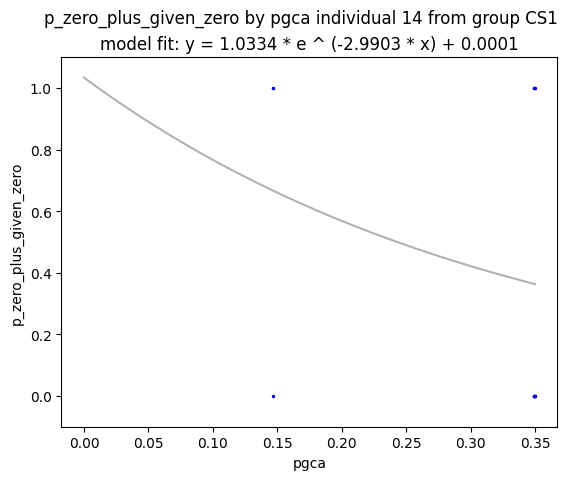 p_zero_plus_given_zero by pgca individual 14 from group CS1
model fit: y = 1.0334 * e ^ (-2.9903 * x) + 0.0001
1.0
0.8
0.6
0.4
0.2
0.0
p_zero_plus_given_zero
0.00 0.05 0.10 0.15 0.20 0.25 0.30 0.35
pgca